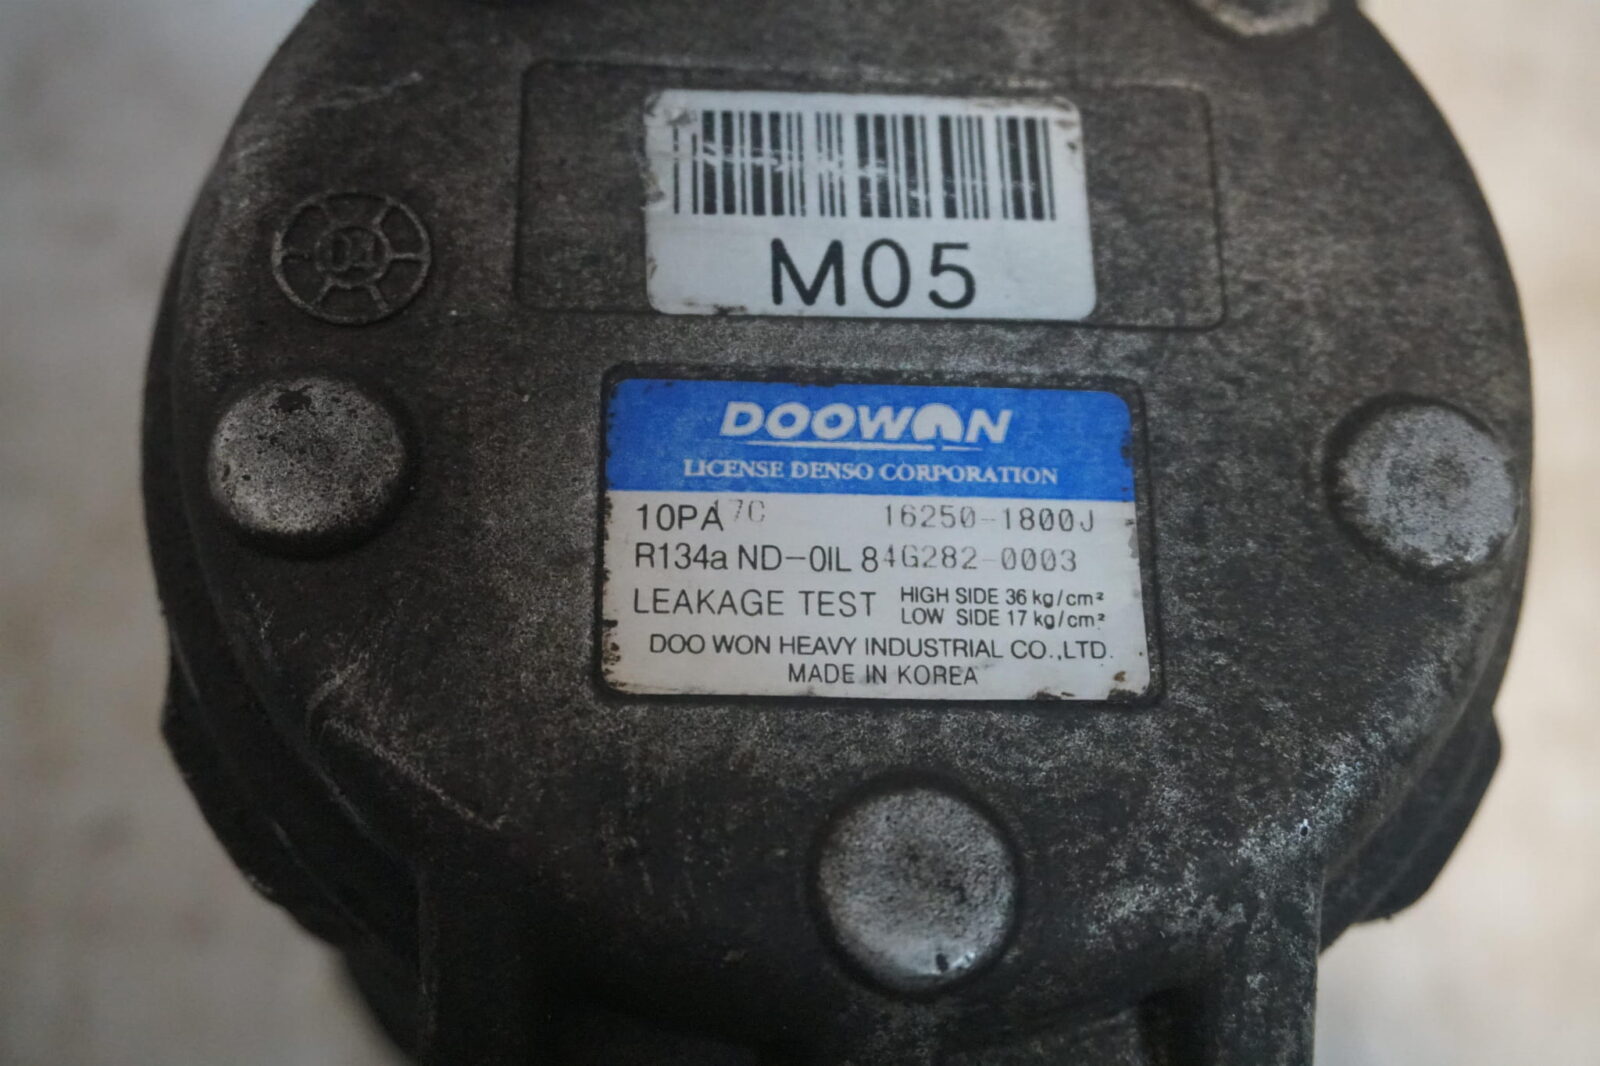 M05
DOOWON
LICENSE DENSO CORPORATION
10PA17C 16250-1800J
R134a ND-OIL 84G282-0003
LEAKAGE TEST HIGH SIDE 36 kg/cm²
LOW SIDE 17 kg/cm²
DOO WON HEAVY INDUSTRIAL CO.,LTD.
MADE IN KOREA